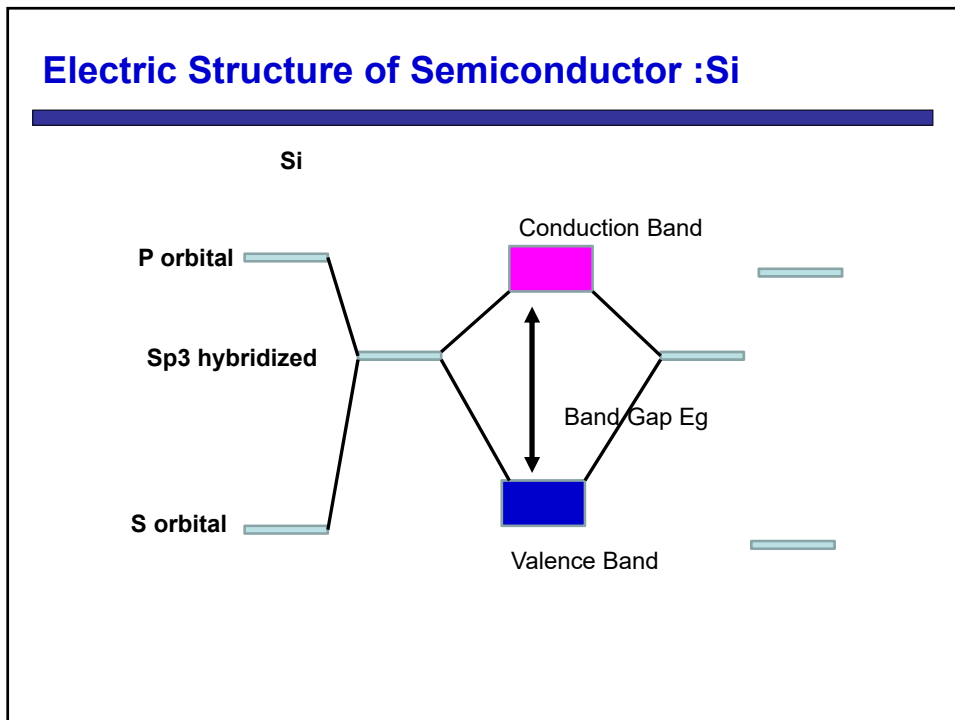 Electric Structure of Semiconductor :Si
Si
Conduction Band
P orbital
Sp3 hybridized
Band Gap Eg
S orbital
Valence Band